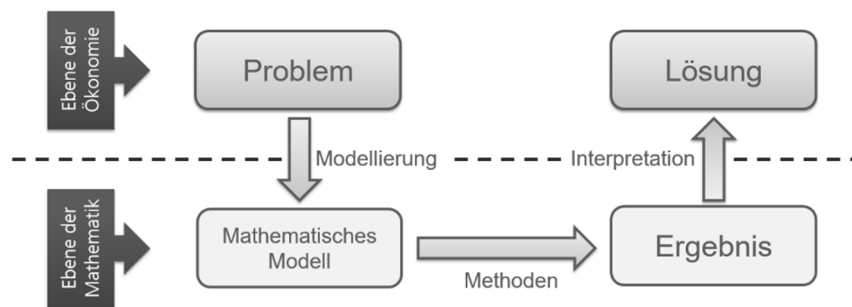 Ebene der
Ökonomie
Problem
Lösung
Modellierung
Interpretation
Ebene der
Mathematik
Mathematisches
Modell
Methoden
Ergebnis